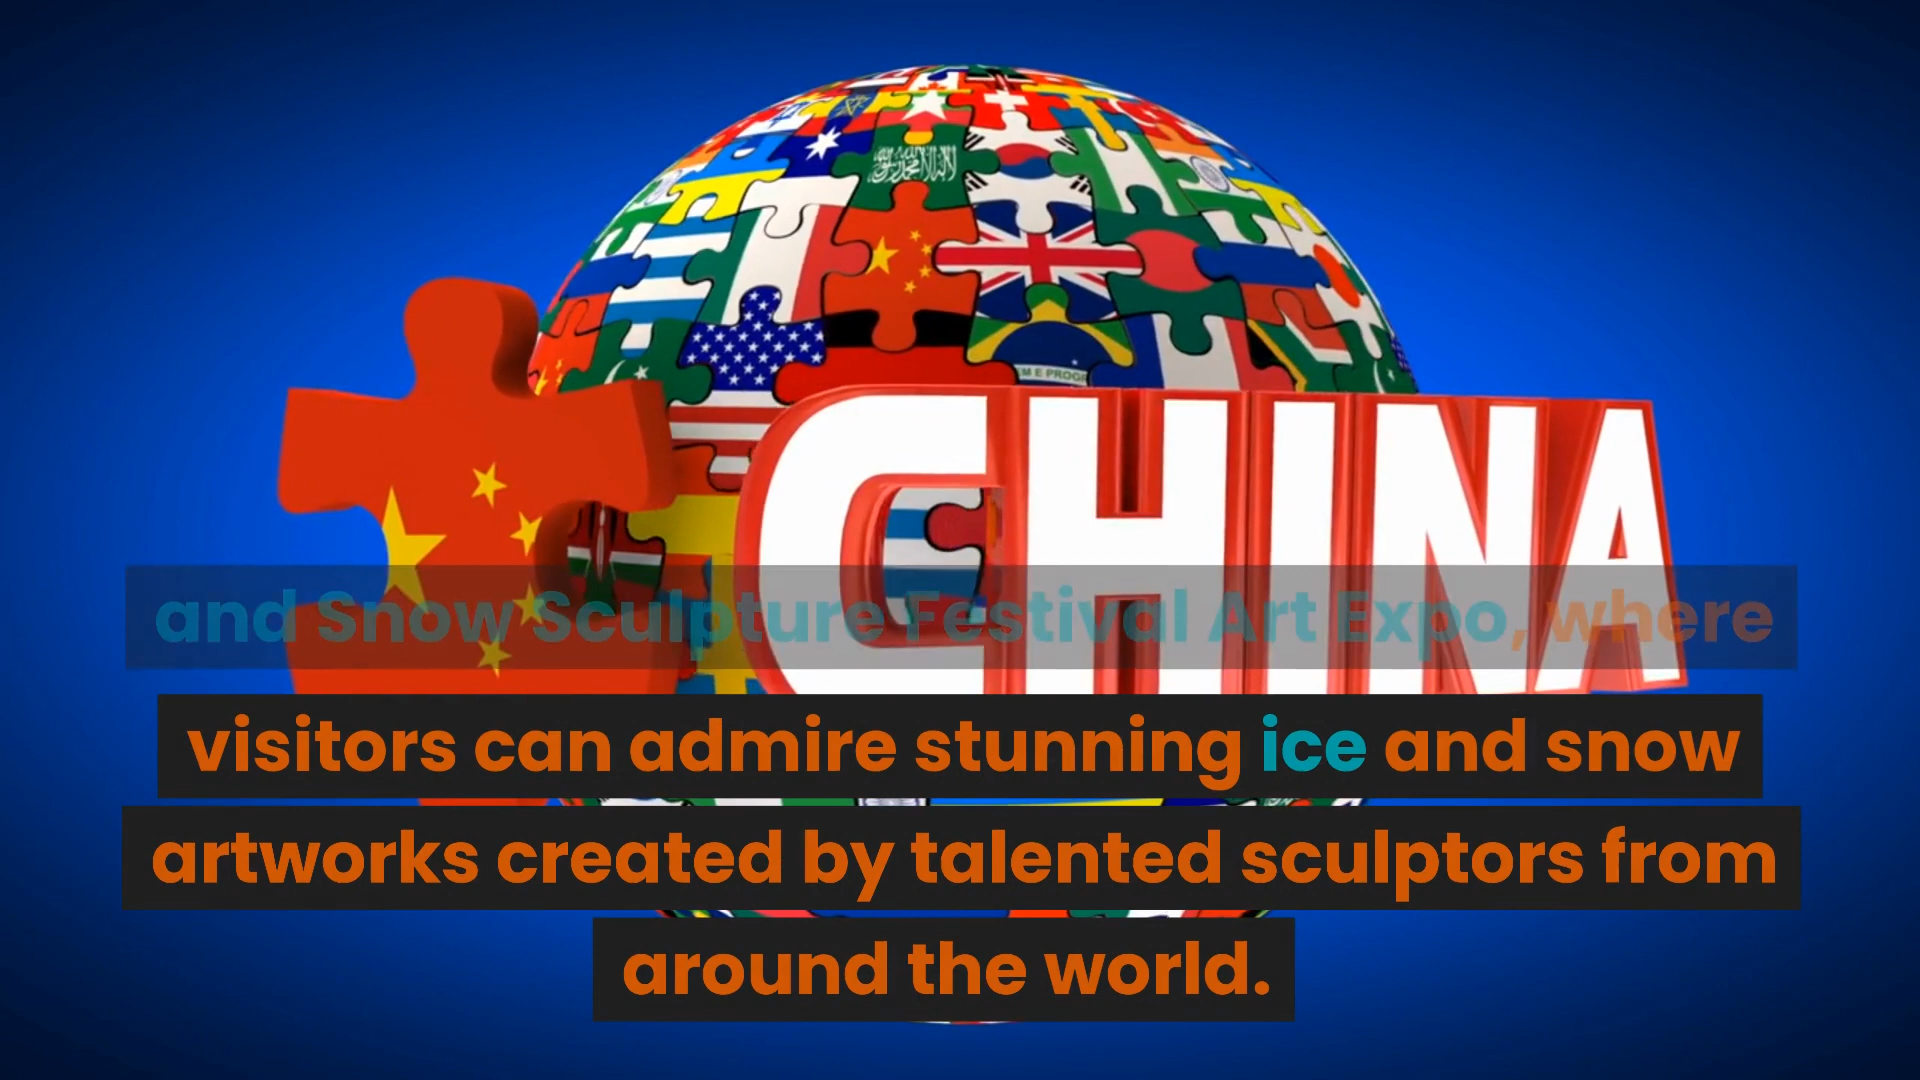 M E PROGR
CHINA
and Snow Sculpture Festival Art Expo, where
visitors can admire stunning ice and snow
artworks created by talented sculptors from
around the world.